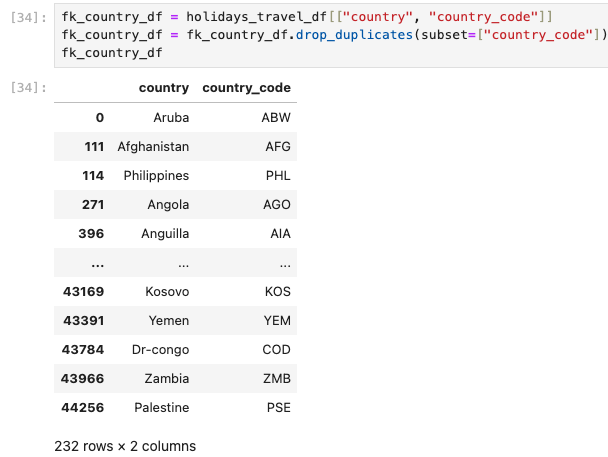 [34]: fk_country_df = holidays_travel_df[["country", "country_code"]]
fk_country_df = fk_country_df.drop_duplicates(subset=["country_code"])
fk_country_df
[34]:
country country_code
0 Aruba ABW
111 Afghanistan AFG
114 Philippines PHL
271 Angola AGO
396 Anguilla AIA
... ... ...
43169 Kosovo KOS
43391 Yemen YEM
43784 Dr-congo COD
43966 Zambia ZMB
44256 Palestine PSE
232 rows × 2 columns